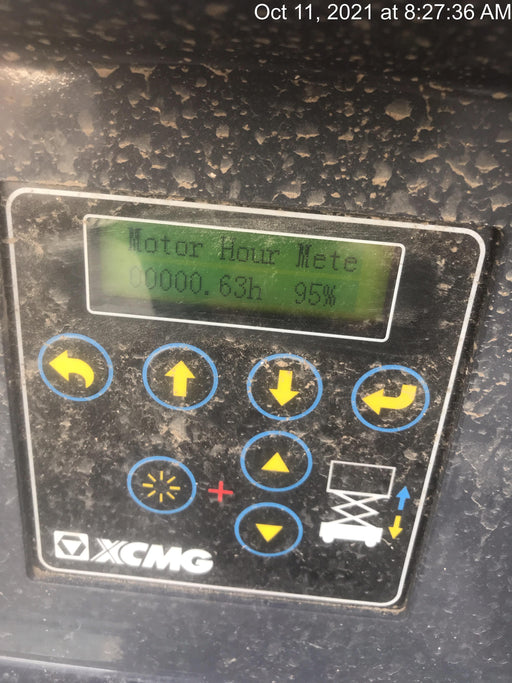 Oct 11, 2021 at 8:27:36 AM
Motor Hour Mete
00000.63h 95%
XCMG